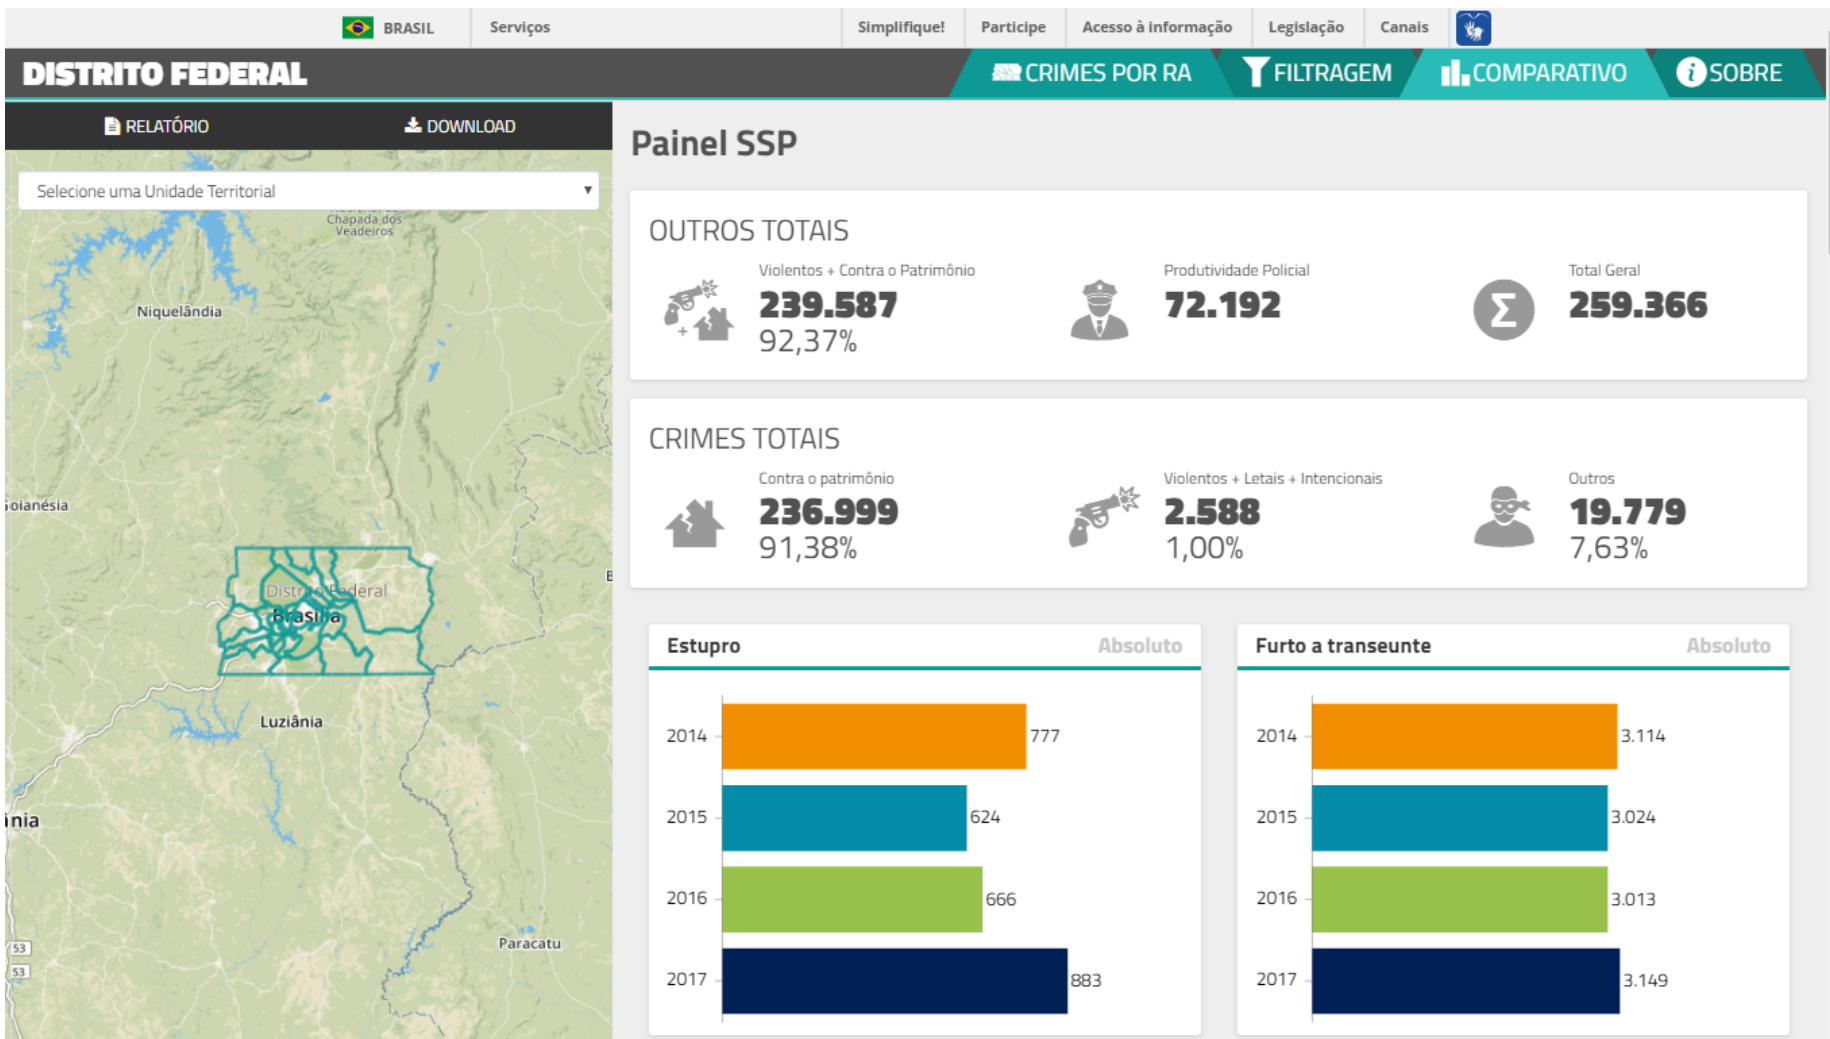 BRASIL Serviços Simplifique! Participe Acesso à informação Legislação Canais
DISTRITO FEDERAL CRIMES POR RA FILTRAGEM COMPARATIVO i SOBRE
RELATÓRIO DOWNLOAD
Selecione uma Unidade Territorial
Chapada dos
Veadeiros
Niquelândia
oianésia
Distrito Federal
Brasília
Luziânia
ânia
53
53
Paracatu
B
Painel SSP
OUTROS TOTAIS
Violentos + Contra o Patrimônio
239.587
92,37%
Produtividade Policial
72.192
Σ
Total Geral
259.366
CRIMES TOTAIS
Contra o patrimônio
236.999
91,38%
Violentos + Letais + Intencionais
2.588
1,00%
Outros
19.779
7,63%
Estupro Absoluto
2014 777
2015 624
2016 666
2017 883
Furto a transeunte Absoluto
2014 3.114
2015 3.024
2016 3.013
2017 3.149